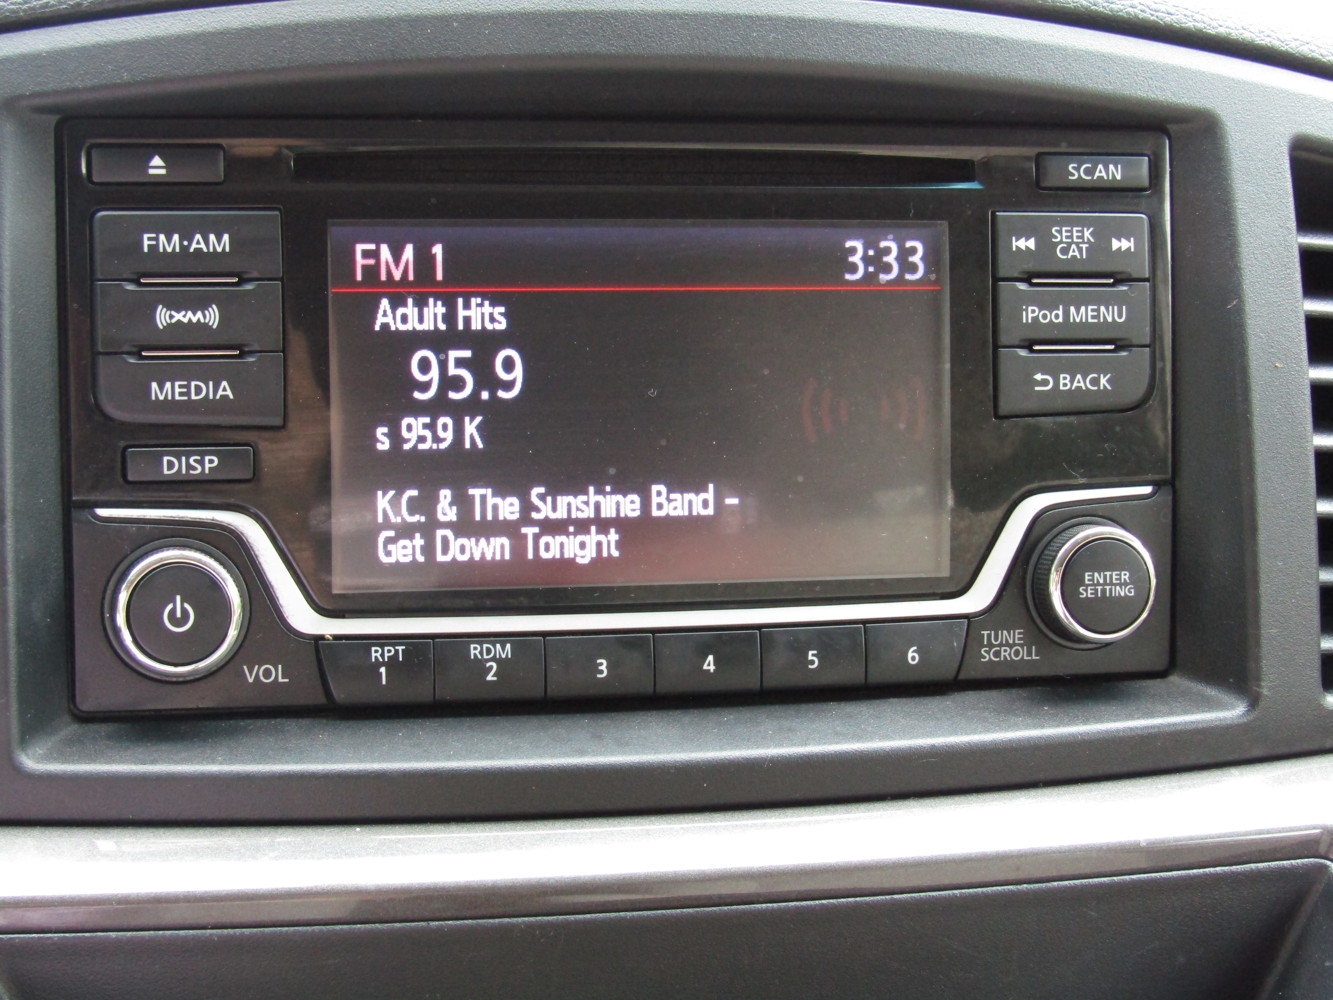 SCAN
FM·AM
XM
MEDIA
DISP
FM 1 3:33
Adult Hits
95.9
s 95.9 K
K.C. & The Sunshine Band -
Get Down Tonight
SEEK
CAT
iPod MENU
BACK
VOL
RPT
1
RDM
2
3
4
5
6
TUNE
SCROLL
ENTER
SETTING